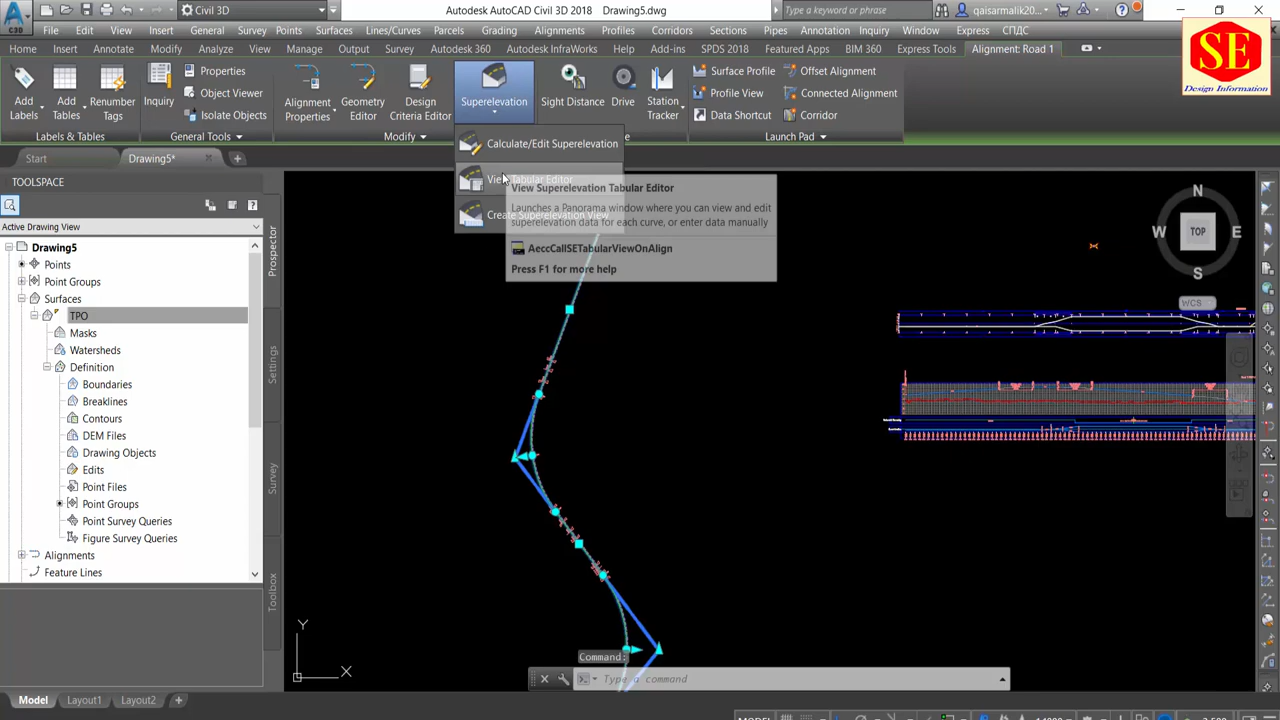 Civil 3D
Autodesk AutoCAD Civil 3D 2018 Drawing5.dwg
Type a keyword or phrase
qaisarmalik20...
File Edit View Insert General Survey Points Surfaces Lines/Curves Parcels Grading Alignments Profiles Corridors Sections Pipes Annotation Inquiry Window Express СПДС
Home Insert Annotate Modify Analyze View Manage Output Survey Autodesk 360 Autodesk InfraWorks Help Add-ins SPDS 2018 Featured Apps BIM 360 Express Tools Alignment: Road 1
SE
Design Information
Add Labels
Add Tables
Renumber Tags
Inquiry
Properties
Object Viewer
Isolate Objects
Alignment Properties
Geometry Editor
Design Criteria Editor
Superelevation
Sight Distance
Drive
Station Tracker
Surface Profile
Profile View
Data Shortcut
Offset Alignment
Connected Alignment
Corridor
Labels & Tables
General Tools
Modify
Launch Pad
Calculate/Edit Superelevation
View Tabular Editor
Create Superelevation View
View Superelevation Tabular Editor
Launches a Panorama window where you can view and edit
superelevation data for each curve, or enter data manually
AeccCallSETabularViewOnAlign
Press F1 for more help
Start
Drawing5*
TOOLSPACE
Active Drawing View
Drawing5
Points
Point Groups
Surfaces
TPO
Masks
Watersheds
Definition
Boundaries
Breaklines
Contours
DEM Files
Drawing Objects
Edits
Point Files
Point Groups
Point Survey Queries
Figure Survey Queries
Alignments
Feature Lines
Prospector
Settings
Survey
Toolbox
N
W TOP E
S
WCS
Y
X
Command:
Type a command
Model Layout1 Layout2